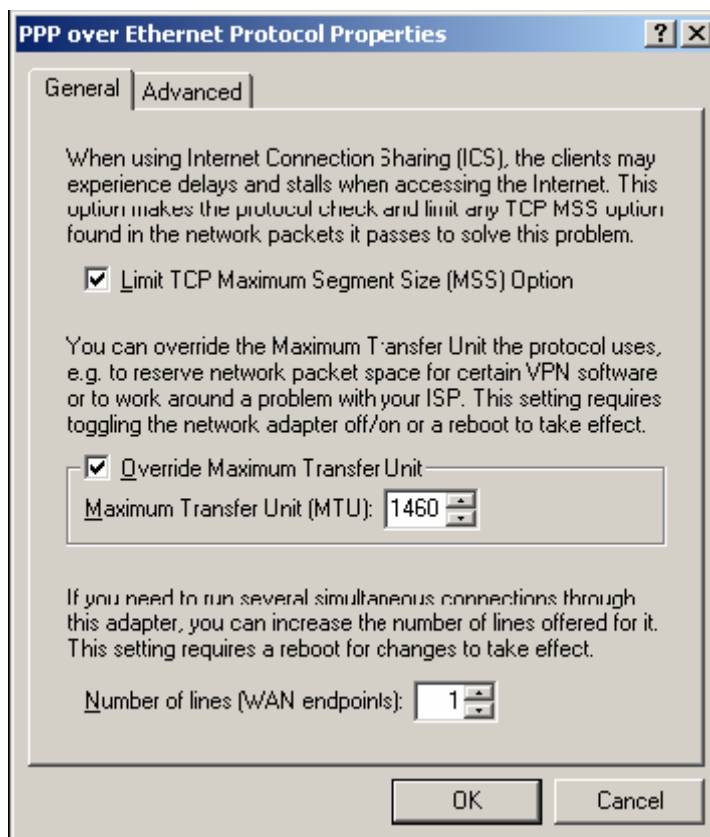 PPP over Ethernet Protocol Properties
General Advanced
When using Internet Connection Sharing (ICS), the clients may
experience delays and stalls when accessing the Internet. This
option makes the protocol check and limit any TCP MSS option
found in the network packets it passes to solve this problem.
Limit TCP Maximum Segment Size (MSS) Option
You can override the Maximum Transfer Unit the protocol uses,
e.g. to reserve network packet space for certain VPN software
or to work around a problem with your ISP. This setting requires
toggling the network adapter off/on or a reboot to take effect.
Override Maximum Transfer Unit
Maximum Transfer Unit (MTU): 1460
If you need to run several simultaneous connections through
this adapter, you can increase the number of lines offered for it.
This setting requires a reboot for changes to take effect.
Number of lines (WAN endpoints): 1
OK Cancel